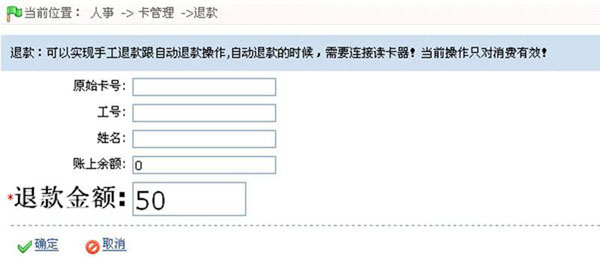 当前位置： 人事 -> 卡管理 ->退款
退款：可以实现手工退款跟自动退款操作,自动退款的时候，需要连接读卡器！当前操作只对消费有效！
原始卡号:
工号:
姓名:
账上余额: 0
*退款金额: 50
确定 取消